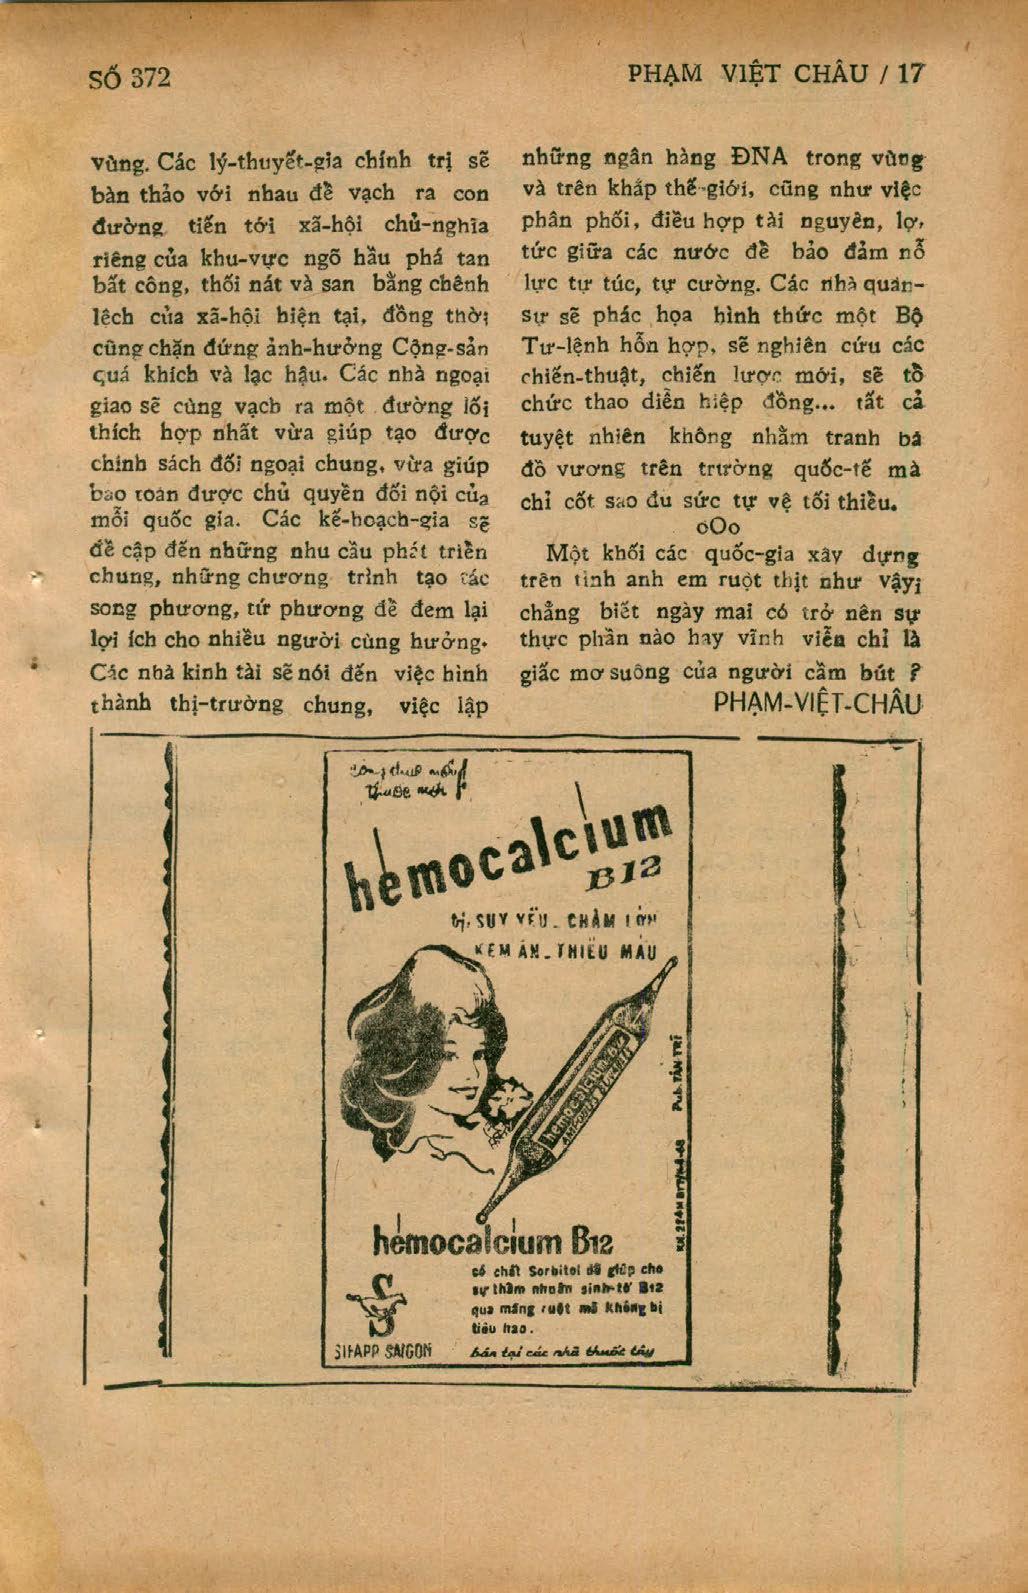 SỐ 372
PHẠM VIỆT CHÂU / 17
vùng. Các lý-thuyết-gia chính trị sẽ
bàn thảo với nhau để vạch ra con
đường tiến tới xã-hội chủ-nghĩa
riêng của khu-vực ngõ hầu phá tan
bất công, thối nát và san bằng chênh
lệch của xã-hội hiện tại, đồng thời
cũng chặn đứng ảnh-hưởng Cộng-sản
quá khích và lạc hậu. Các nhà ngoại
giao sẽ cùng vạch ra một đường lối
thích hợp nhất vừa giúp tạo được
chính sách đối ngoại chung, vừa giúp
bảo toàn được chủ quyền đối nội của
mỗi quốc gia. Các kế-hoạch-gia sẽ
đề cập đến những nhu cầu phát triển
chung, những chương trình tạo tác
song phương, tứ phương để đem lại
lợi ích cho nhiều người cùng hưởng.
Các nhà kinh tài sẽ nói đến việc hình
thành thị-trường chung, việc lập
những ngân hàng ĐNA trong vùng
và trên khắp thế-giới, cũng như việc
phân phối, điều hợp tài nguyên, lợi
tức giữa các nước để bảo đảm nỗ
lực tự túc, tự cường. Các nhà quân-
sự sẽ phác họa hình thức một Bộ
Tư-lệnh hỗn hợp, sẽ nghiên cứu các
chiến-thuật, chiến lược mới, sẽ tổ
chức thao diễn hiệp đồng... tất cả
tuyệt nhiên không nhằm tranh bá
đồ vương trên trường quốc-tế mà
chỉ cốt sao đủ sức tự vệ tối thiểu.
oOo
Một khối các quốc-gia xây dựng
trên tình anh em ruột thịt như vậy,
chẳng biết ngày mai có trở nên sự
thực phần nào hay vĩnh viễn chỉ là
giấc mơ suông của người cầm bút ?
PHẠM-VIỆT-CHÂU
công thức mới
thuốc mới
hémocalcium
B12
trị. SUY YẾU - CHẬM LỚN
KÉM ĂN - THIẾU MÁU
hémocalcium
AMPOULES BUVABLES
Pub. TÂN TRÍ
hémocalcium B12
có chất Sorbitol đã giúp cho
sự thấm nhuần sinh-tố B12
qua màng ruột mà không bị
tiêu hao.
SIFAPP SAIGON
bán tại các nhà thuốc tây